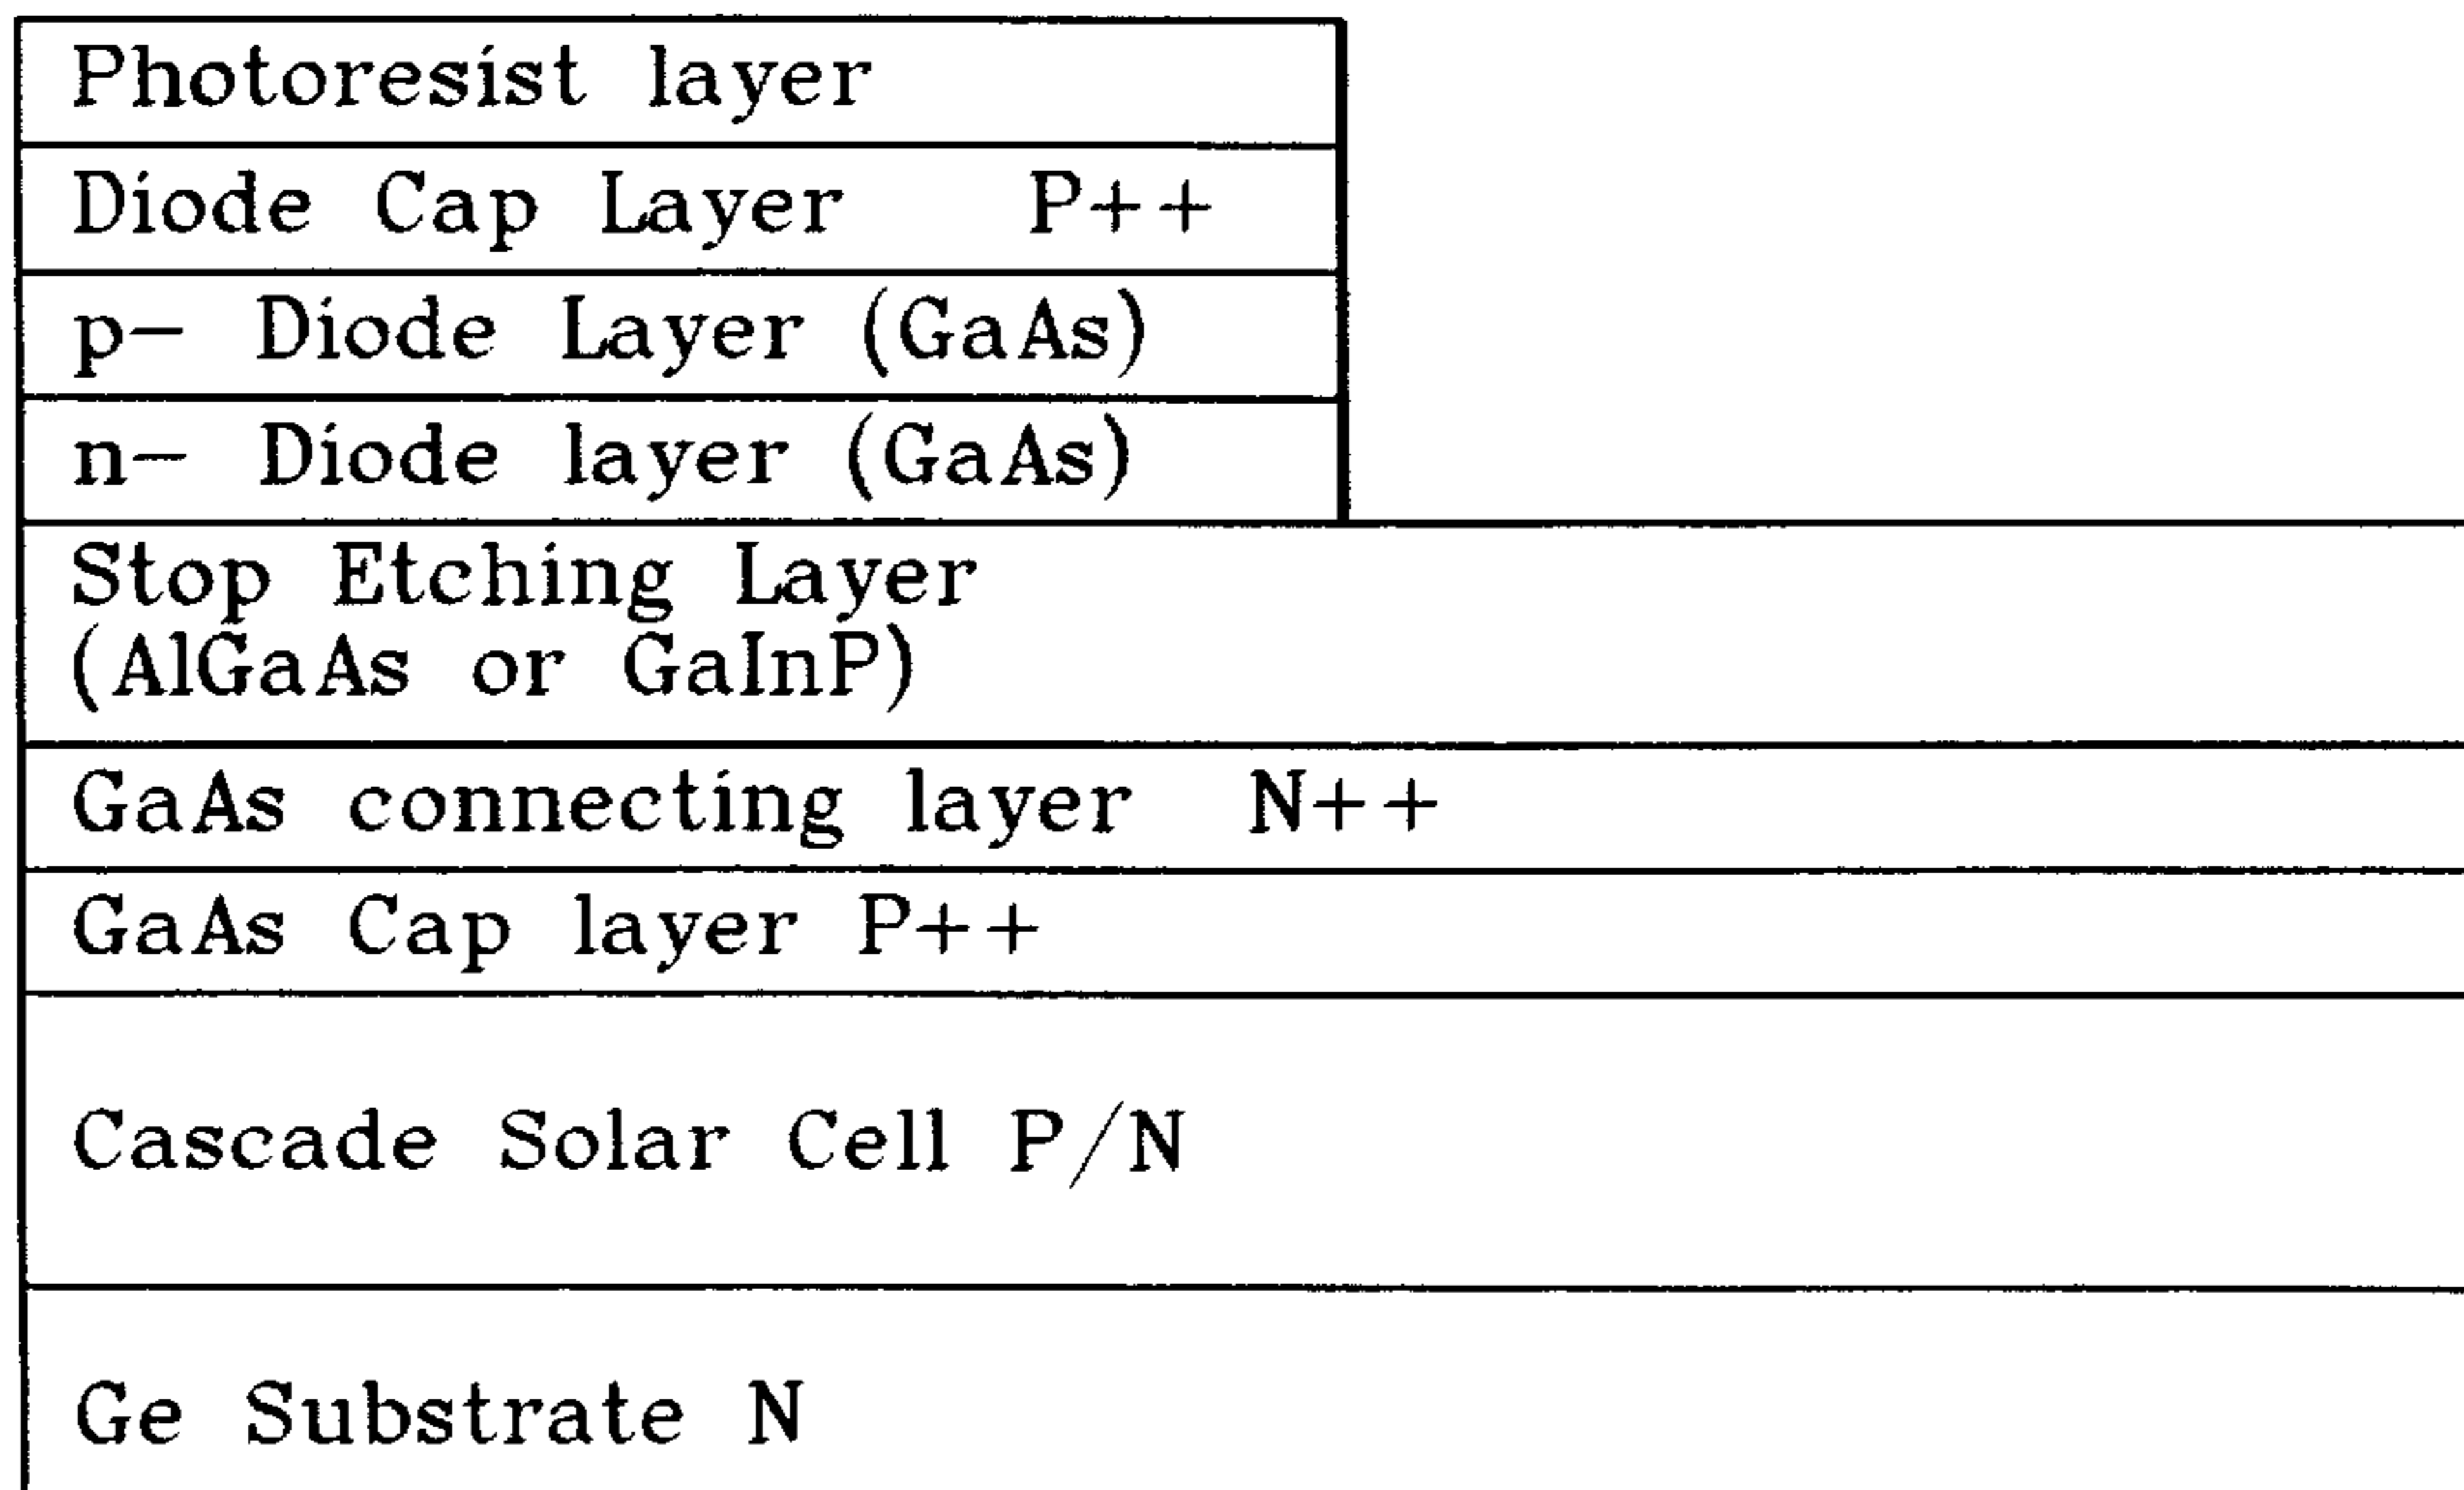 Photoresist layer
Diode Cap Layer P++
p- Diode Layer (GaAs)
n- Diode layer (GaAs)
Stop Etching Layer
(AlGaAs or GaInP)
GaAs connecting layer N++
GaAs Cap layer P++
Cascade Solar Cell P/N
Ge Substrate N